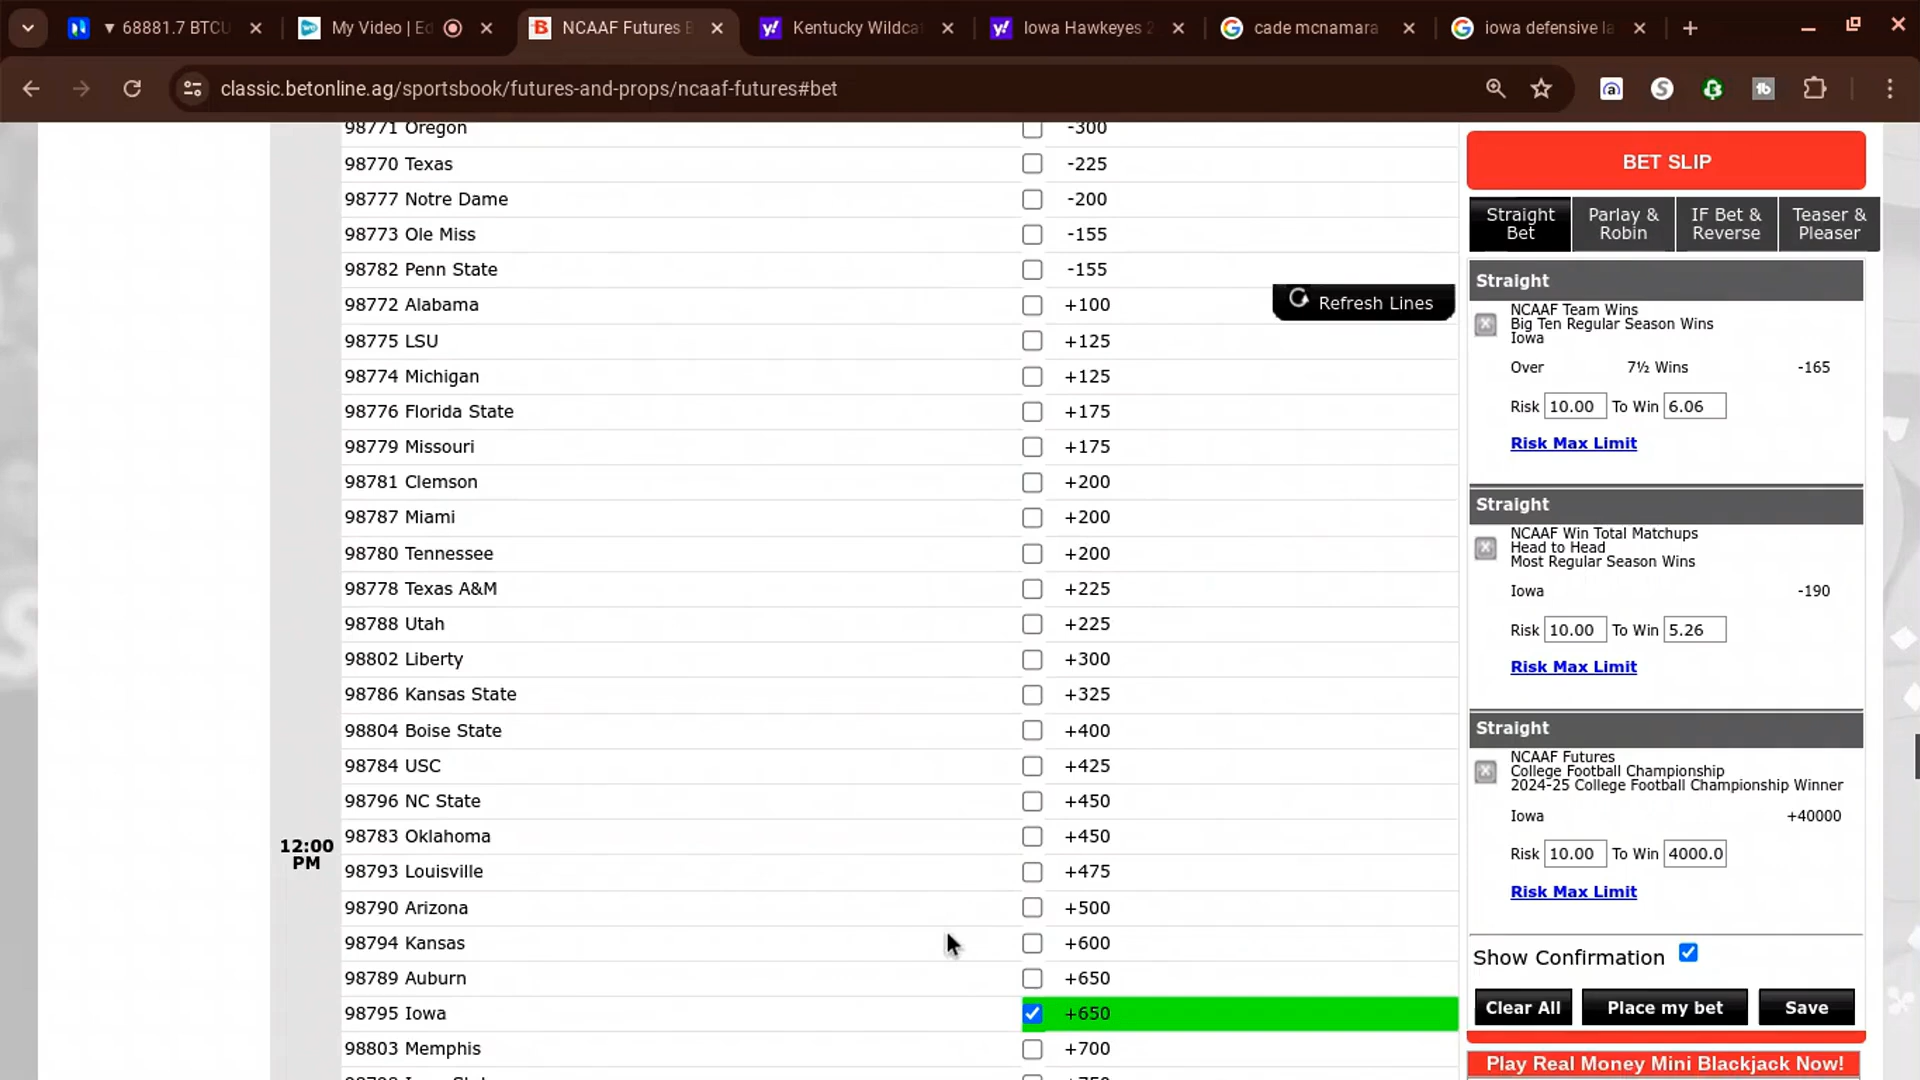 ▼ 68881.7 BTCU
My Video | Ed
NCAAF Futures B
Kentucky Wildca
Iowa Hawkeyes 2
cade mcnamara
iowa defensive la
classic.betonline.ag/sportsbook/futures-and-props/ncaaf-futures#bet
98771 Oregon -300
98770 Texas -225
98777 Notre Dame -200
98773 Ole Miss -155
98782 Penn State -155
98772 Alabama +100
98775 LSU +125
98774 Michigan +125
98776 Florida State +175
98779 Missouri +175
98781 Clemson +200
98787 Miami +200
98780 Tennessee +200
98778 Texas A&M +225
98788 Utah +225
98802 Liberty +300
98786 Kansas State +325
98804 Boise State +400
98784 USC +425
98796 NC State +450
98783 Oklahoma +450
12:00
PM
98793 Louisville +475
98790 Arizona +500
98794 Kansas +600
98789 Auburn +650
98795 Iowa +650
98803 Memphis +700
Refresh Lines
BET SLIP
Straight
Bet
Parlay &
Robin
IF Bet &
Reverse
Teaser &
Pleaser
Straight
NCAAF Team Wins
Big Ten Regular Season Wins
Iowa
Over 7½ Wins -165
Risk 10.00 To Win 6.06
Risk Max Limit
Straight
NCAAF Win Total Matchups
Head to Head
Most Regular Season Wins
Iowa -190
Risk 10.00 To Win 5.26
Risk Max Limit
Straight
NCAAF Futures
College Football Championship
2024-25 College Football Championship Winner
Iowa +40000
Risk 10.00 To Win 4000.0
Risk Max Limit
Show Confirmation
Clear All Place my bet Save
Play Real Money Mini Blackjack Now!